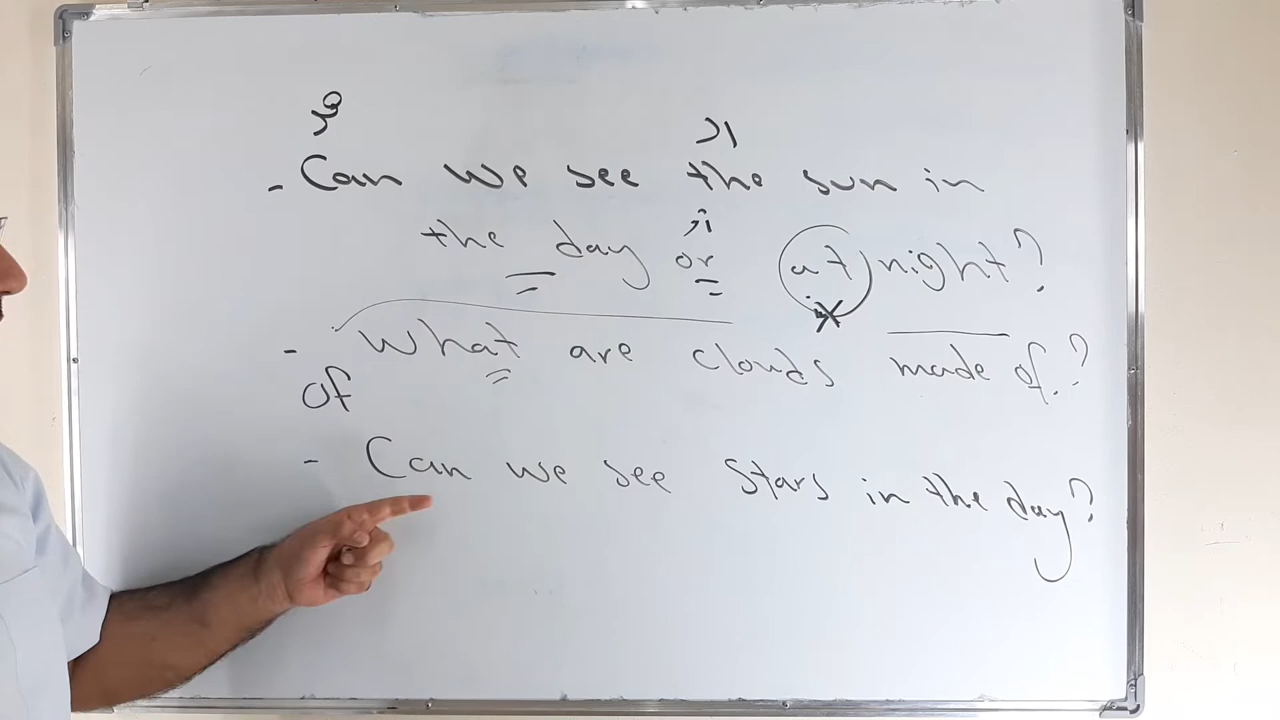 - Can we see the sun in
the day or at night?
in
- What are clouds made of.?
of
- Can we see stars in the day?